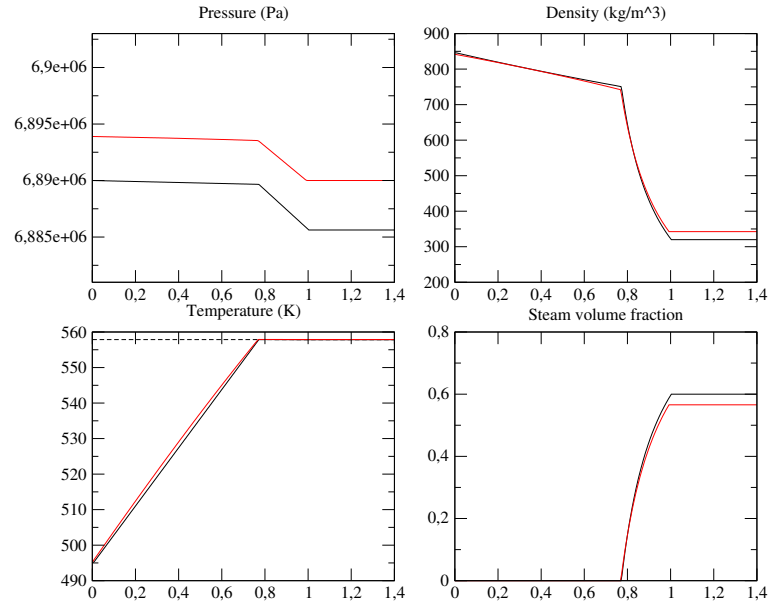 Pressure (Pa)
6,9e+06
6,895e+06
6,89e+06
6,885e+06
0 0,2 0,4 0,6 0,8 1 1,2 1,4
Density (kg/m^3)
900
800
700
600
500
400
300
200
0 0,2 0,4 0,6 0,8 1 1,2 1,4
Temperature (K)
560
550
540
530
520
510
500
490
0 0,2 0,4 0,6 0,8 1 1,2 1,4
Steam volume fraction
0,8
0,6
0,4
0,2
0
0 0,2 0,4 0,6 0,8 1 1,2 1,4